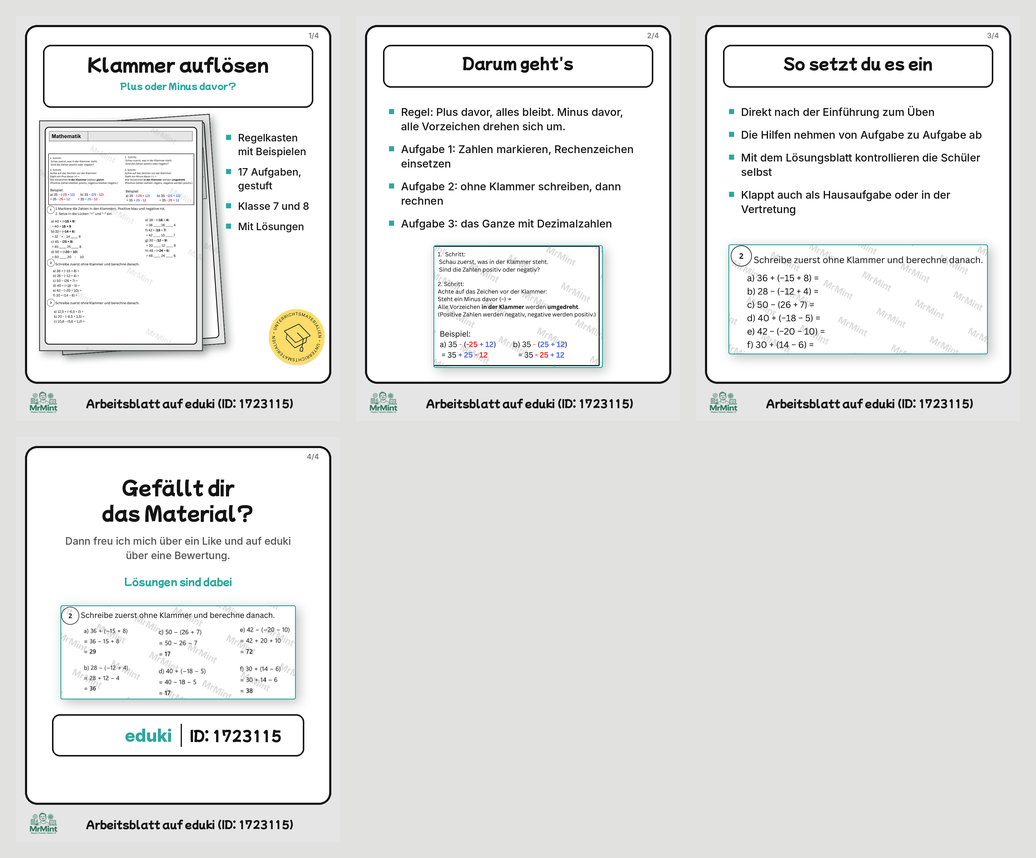 1/4
Klammer auflösen
Plus oder Minus davor?
Mathematik
Regelkasten
mit Beispielen
17 Aufgaben,
gestuft
Klasse 7 und 8
Mit Lösungen
UNTERRICHTSMATERIALIEN
UNTERRICHTSMATERIALIEN
MrMint
Arbeitsblatt auf eduki (ID: 1723115)
2/4
Darum geht's
Regel: Plus davor, alles bleibt. Minus davor,
alle Vorzeichen drehen sich um.
Aufgabe 1: Zahlen markieren, Rechenzeichen
einsetzen
Aufgabe 2: ohne Klammer schreiben, dann
rechnen
Aufgabe 3: das Ganze mit Dezimalzahlen
1. Schritt:
Schau zuerst, was in der Klammer steht.
Sind die Zahlen positiv oder negativ?
2. Schritt:
Achte auf das Zeichen vor der Klammer:
Steht ein Minus davor (−) →
Alle Vorzeichen in der Klammer werden umgedreht.
(Positive Zahlen werden negativ, negative werden positiv.)
Beispiel:
a) 35 - (-25 + 12) b) 35 - (25 + 12)
= 35 + 25 - 12 = 35 - 25 + 12
MrMint
Arbeitsblatt auf eduki (ID: 1723115)
3/4
So setzt du es ein
Direkt nach der Einführung zum Üben
Die Hilfen nehmen von Aufgabe zu Aufgabe ab
Mit dem Lösungsblatt kontrollieren die Schüler
selbst
Klappt auch als Hausaufgabe oder in der
Vertretung
2 Schreibe zuerst ohne Klammer und berechne danach.
a) 36 + (−15 + 8) =
b) 28 − (−12 + 4) =
c) 50 − (26 + 7) =
d) 40 + (−18 − 5) =
e) 42 − (−20 − 10) =
f) 30 + (14 − 6) =
MrMint
Arbeitsblatt auf eduki (ID: 1723115)
4/4
Gefällt dir
das Material?
Dann freu ich mich über ein Like und auf eduki
über eine Bewertung.
Lösungen sind dabei
2 Schreibe zuerst ohne Klammer und berechne danach.
a) 36 + (−15 + 8)
= 36 − 15 + 8
= 29
b) 28 − (−12 + 4)
= 28 + 12 − 4
= 36
c) 50 − (26 + 7)
= 50 − 26 − 7
= 17
d) 40 + (−18 − 5)
= 40 − 18 − 5
= 17
e) 42 − (−20 − 10)
= 42 + 20 + 10
= 72
f) 30 + (14 − 6)
= 30 + 14 − 6
= 38
eduki | ID: 1723115
MrMint
Arbeitsblatt auf eduki (ID: 1723115)